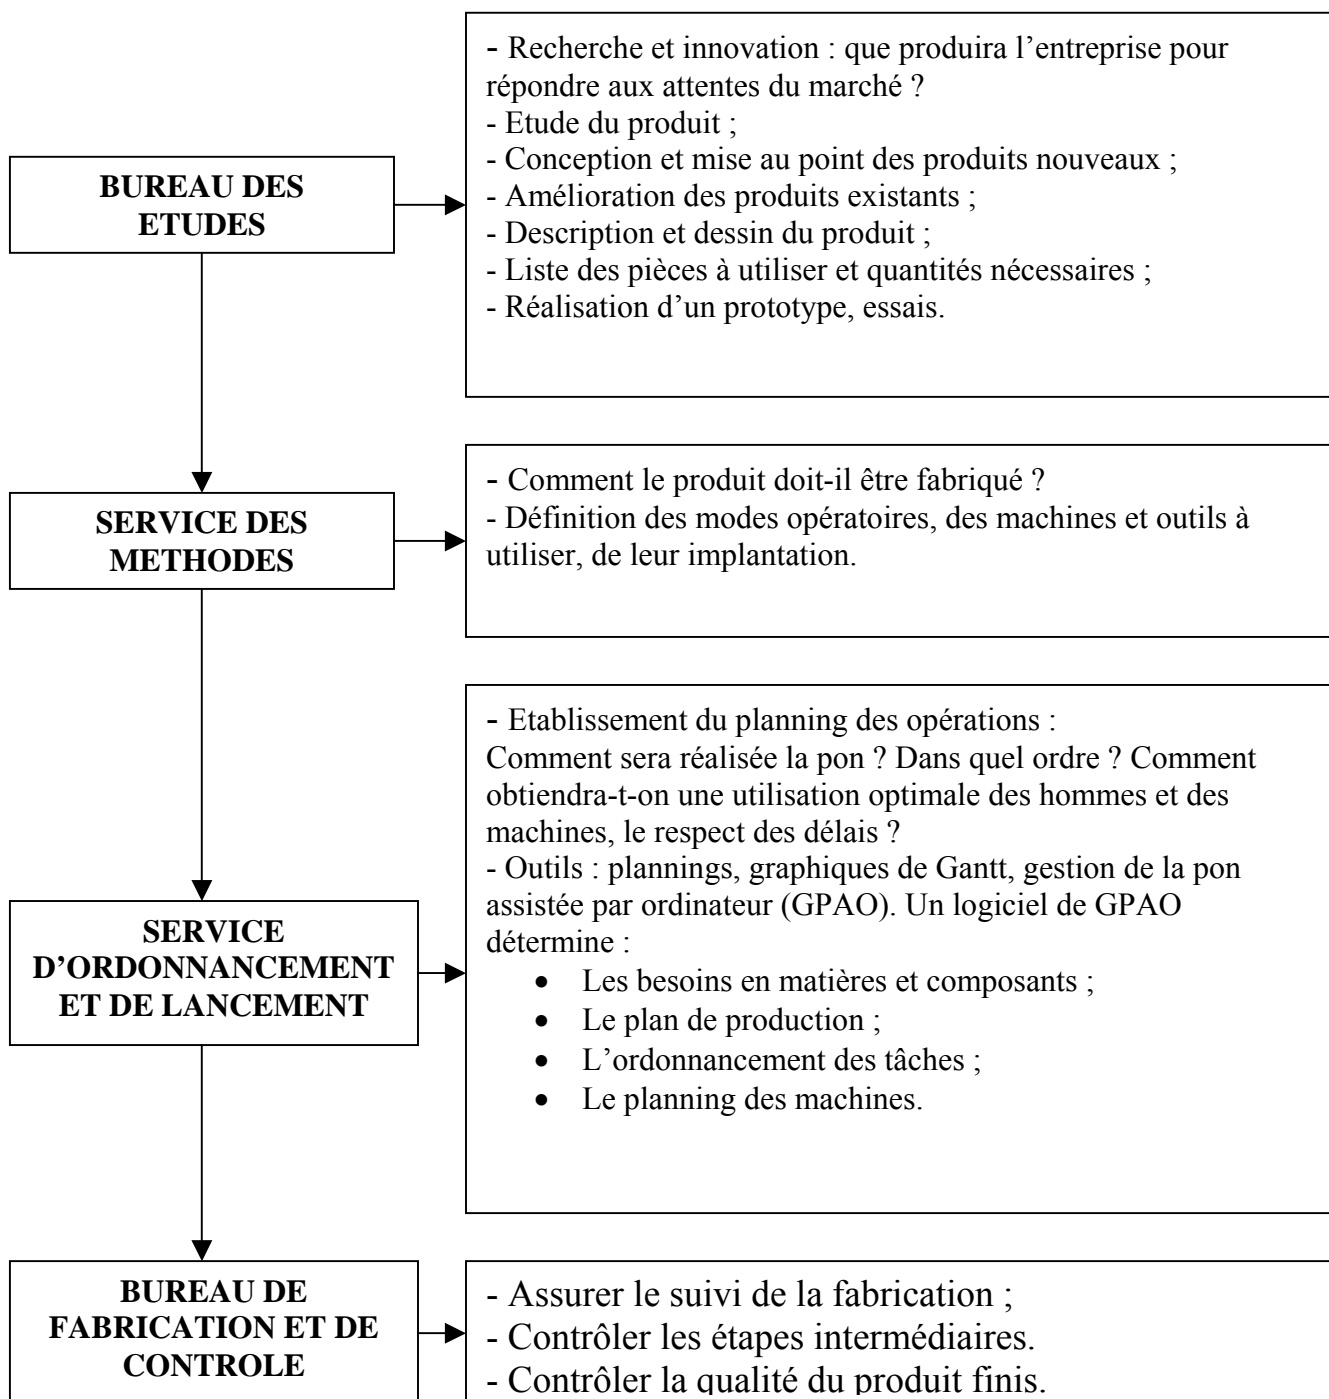 - Recherche et innovation : que produira l’entreprise pour
répondre aux attentes du marché ?
- Etude du produit ;
- Conception et mise au point des produits nouveaux ;
- Amélioration des produits existants ;
- Description et dessin du produit ;
- Liste des pièces à utiliser et quantités nécessaires ;
- Réalisation d’un prototype, essais.
BUREAU DES
ETUDES
- Comment le produit doit-il être fabriqué ?
- Définition des modes opératoires, des machines et outils à
utiliser, de leur implantation.
SERVICE DES
METHODES
- Etablissement du planning des opérations :
Comment sera réalisée la pon ? Dans quel ordre ? Comment
obtiendra-t-on une utilisation optimale des hommes et des
machines, le respect des délais ?
- Outils : plannings, graphiques de Gantt, gestion de la pon
assistée par ordinateur (GPAO). Un logiciel de GPAO
détermine :
• Les besoins en matières et composants ;
• Le plan de production ;
• L’ordonnancement des tâches ;
• Le planning des machines.
SERVICE
D’ORDONNANCEMENT
ET DE LANCEMENT
BUREAU DE
FABRICATION ET DE
CONTROLE
- Assurer le suivi de la fabrication ;
- Contrôler les étapes intermédiaires.
- Contrôler la qualité du produit finis.